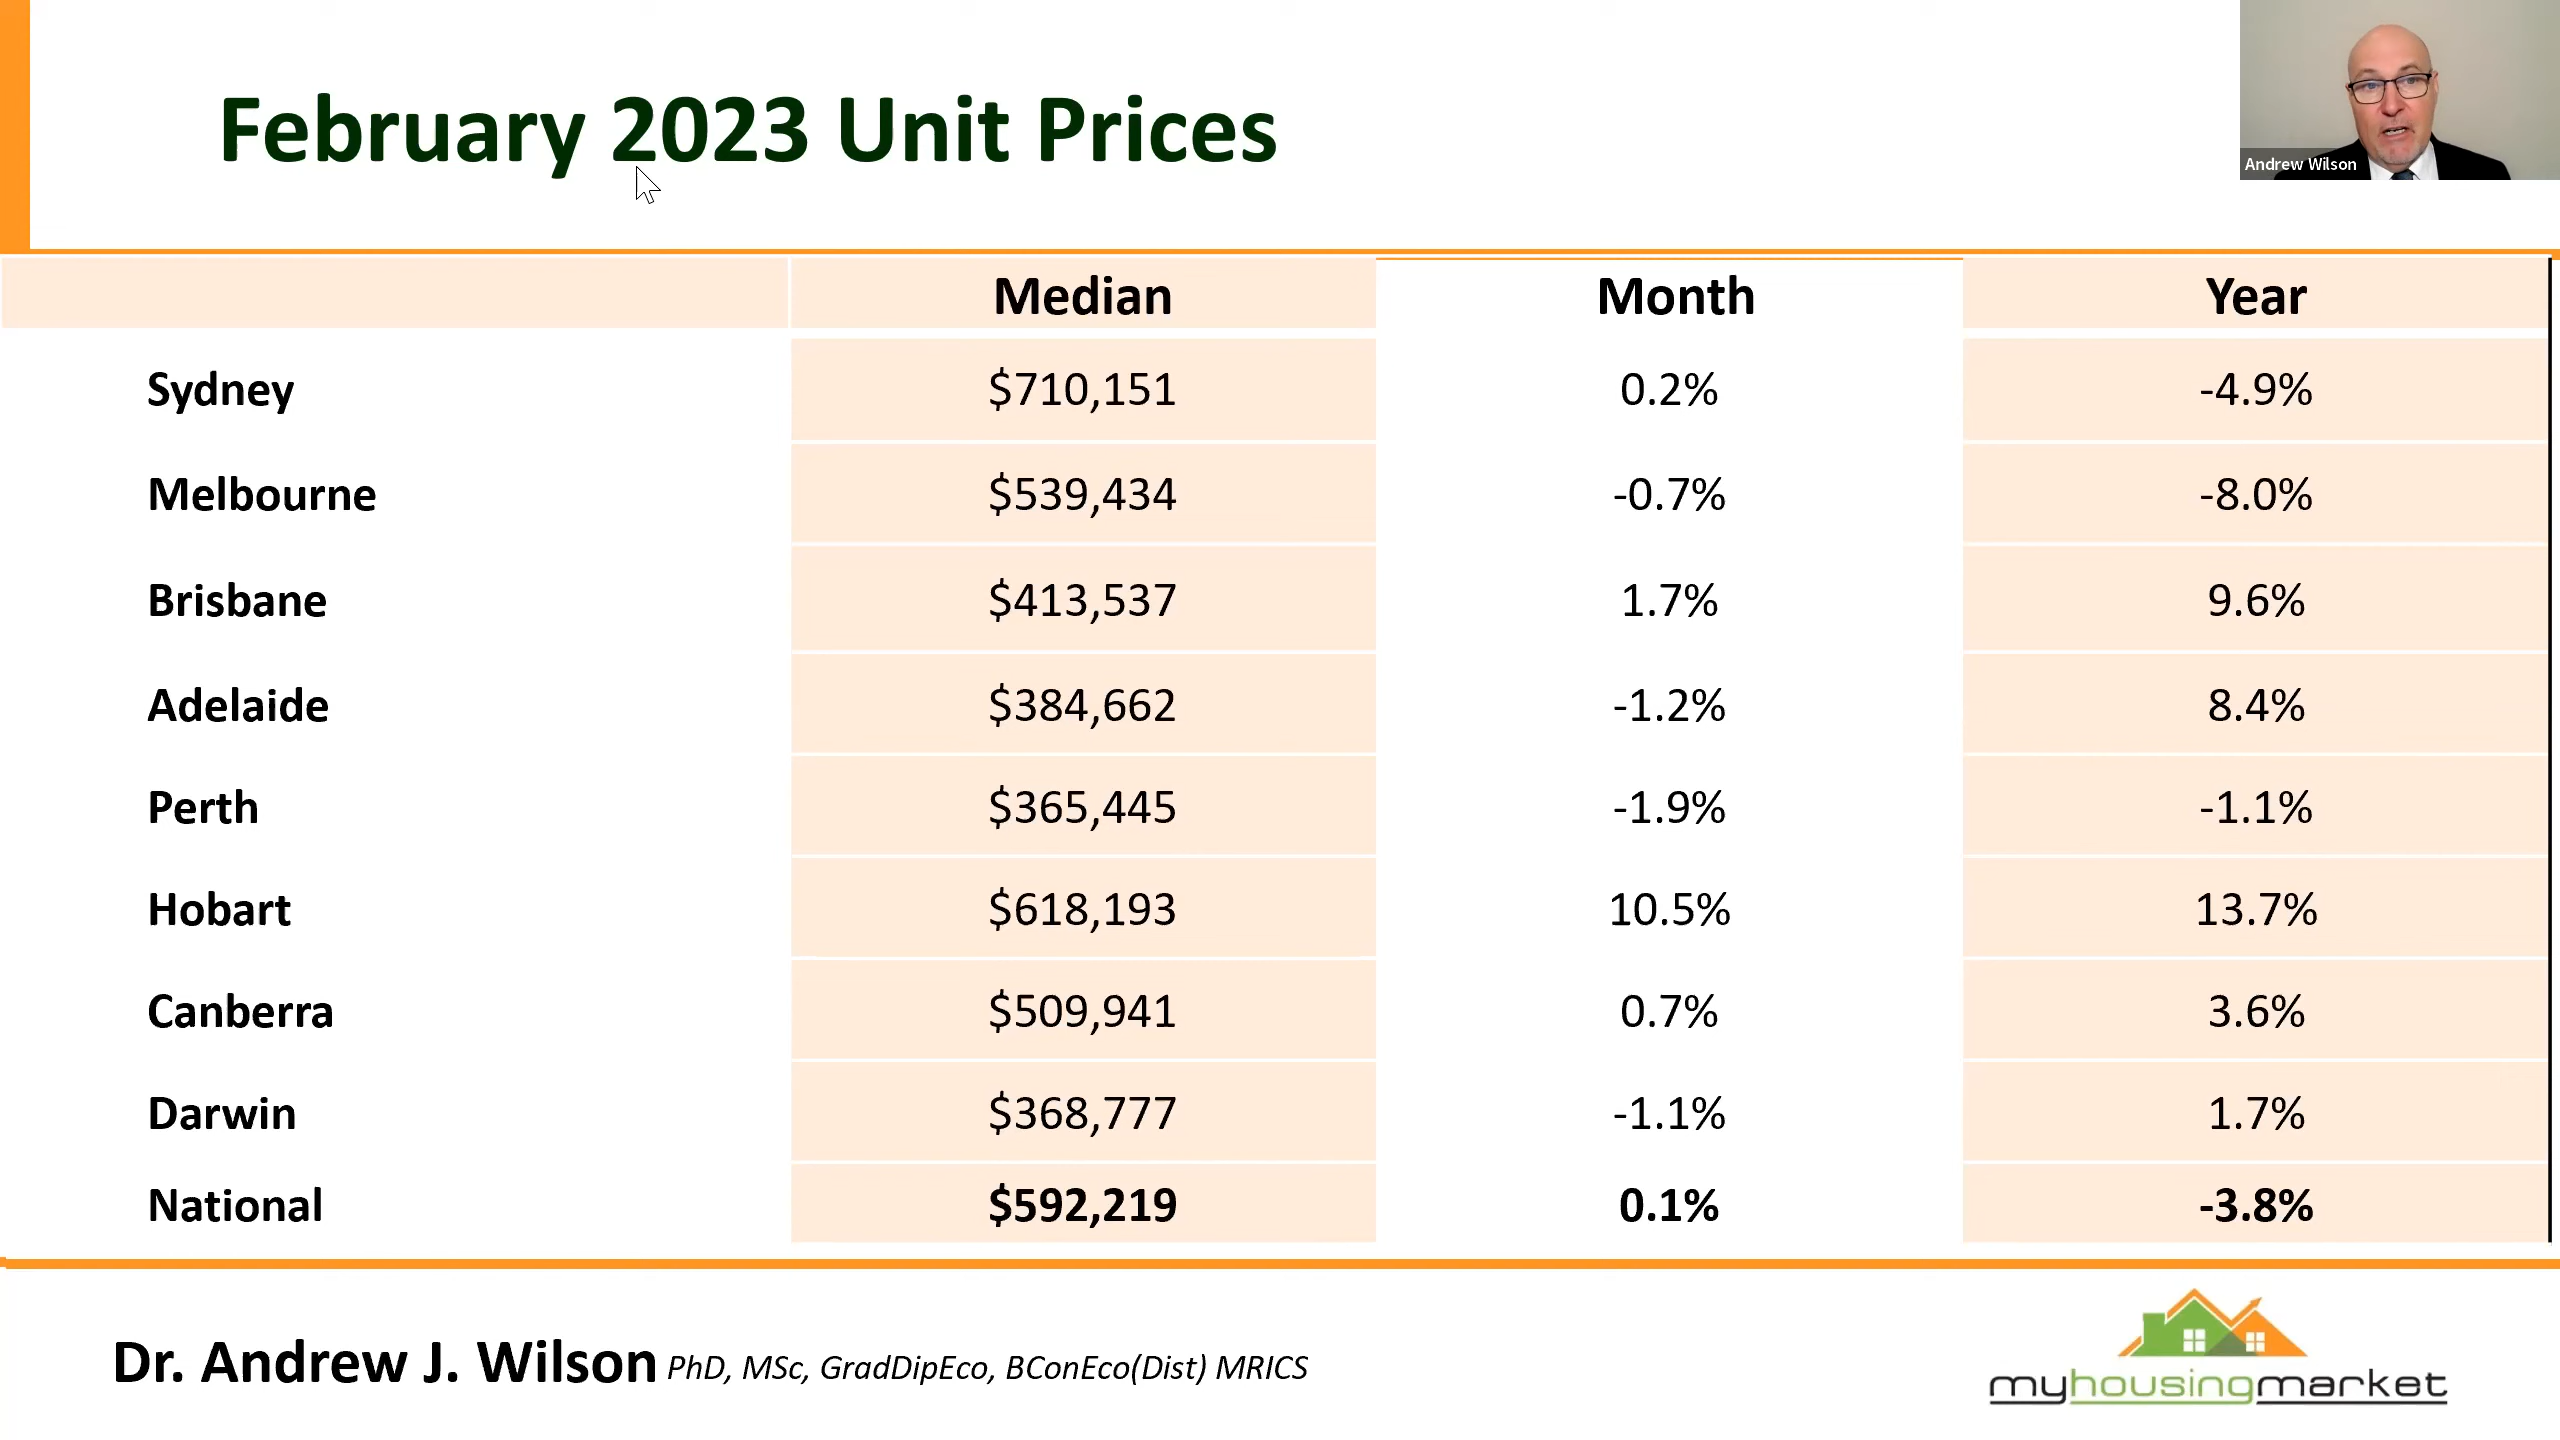 February 2023 Unit Prices
Andrew Wilson
Median Month Year
Sydney $710,151 0.2% -4.9%
Melbourne $539,434 -0.7% -8.0%
Brisbane $413,537 1.7% 9.6%
Adelaide $384,662 -1.2% 8.4%
Perth $365,445 -1.9% -1.1%
Hobart $618,193 10.5% 13.7%
Canberra $509,941 0.7% 3.6%
Darwin $368,777 -1.1% 1.7%
National $592,219 0.1% -3.8%
Dr. Andrew J. Wilson PhD, MSc, GradDipEco, BConEco(Dist) MRICS
myhousingmarket